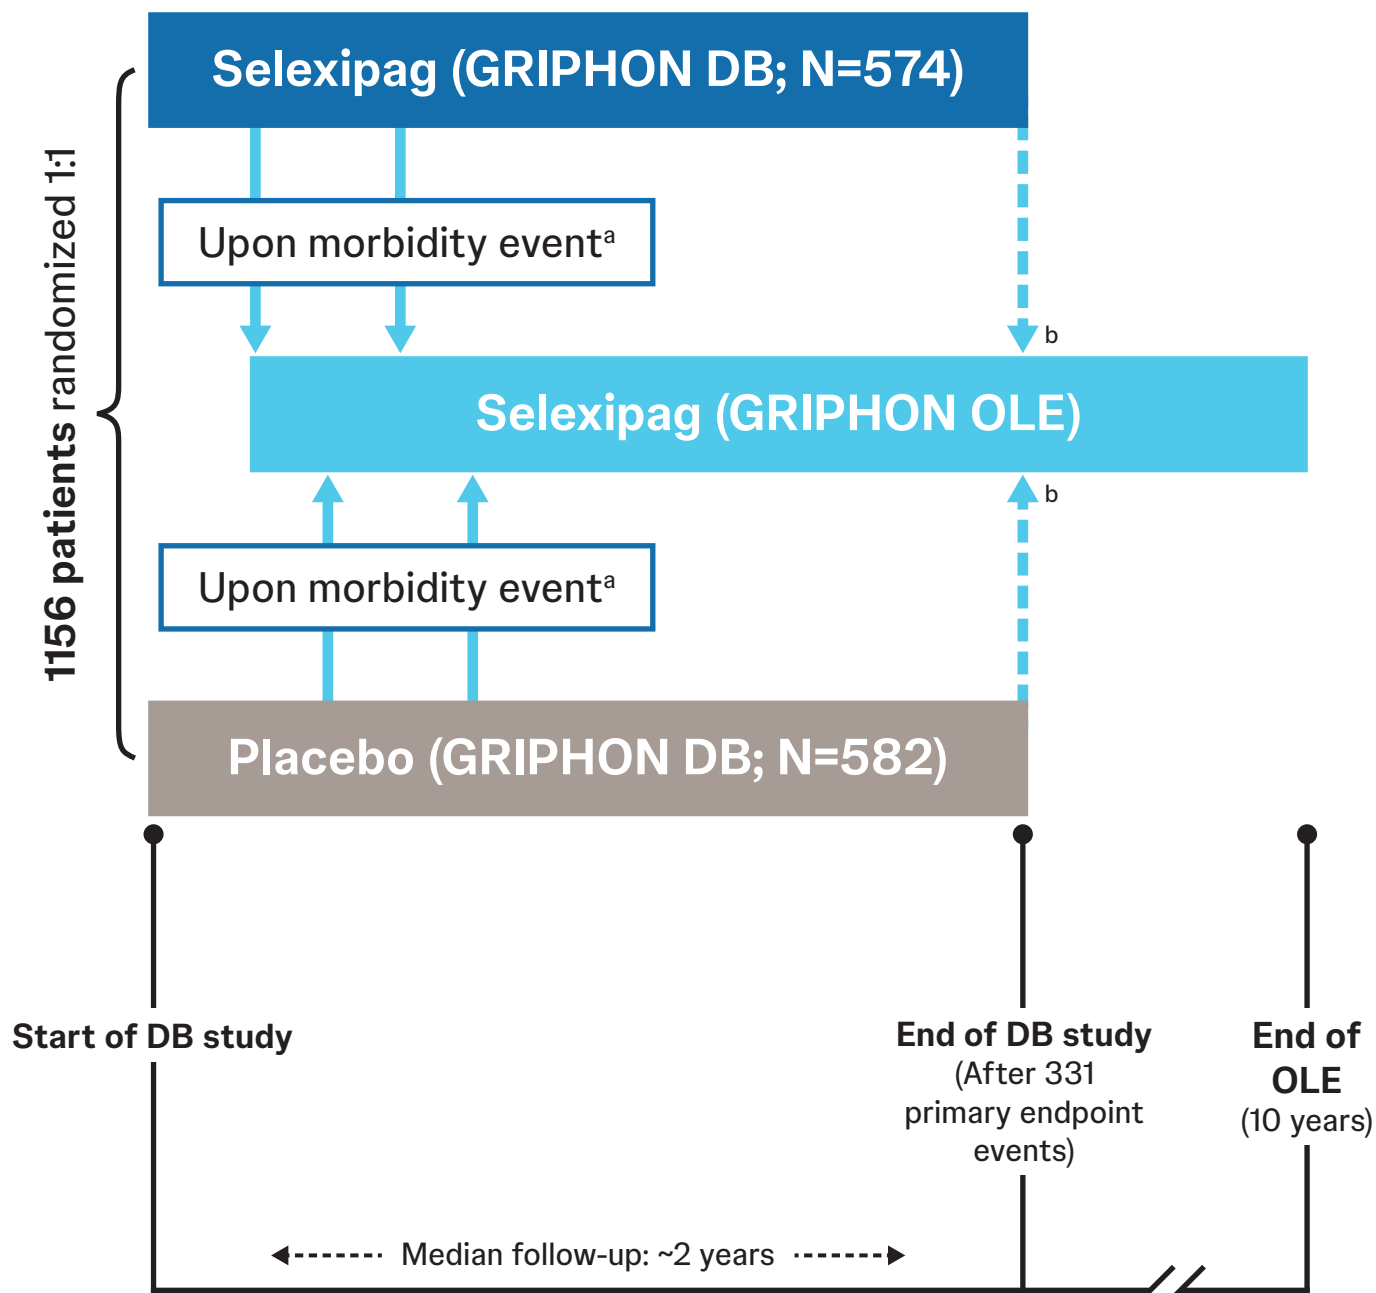 1156 patients randomized 1:1
Selexipag (GRIPHON DB; N=574)
Upon morbidity eventᵃ
b
Selexipag (GRIPHON OLE)
b
Upon morbidity eventᵃ
Placebo (GRIPHON DB; N=582)
Start of DB study
End of DB study
(After 331
primary endpoint
events)
End of
OLE
(10 years)
Median follow-up: ~2 years